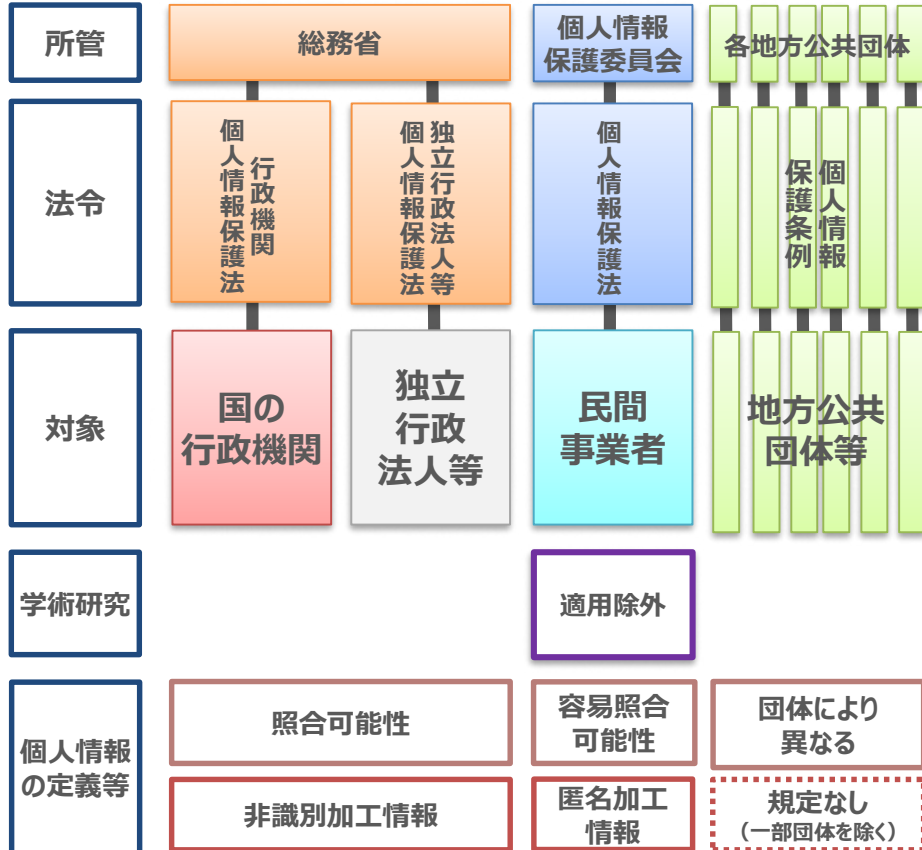 所管
総務省
個人情報
保護委員会
各地方公共団体
法令
行政機関
個人情報保護法
独立行政法人等
個人情報保護法
個人情報保護法
個人情報
保護条例
対象
国の
行政機関
独立
行政
法人等
民間
事業者
地方公共
団体等
学術研究
適用除外
個人情報
の定義等
照合可能性
容易照合
可能性
団体により
異なる
非識別加工情報
匿名加工
情報
規定なし
(一部団体を除く)